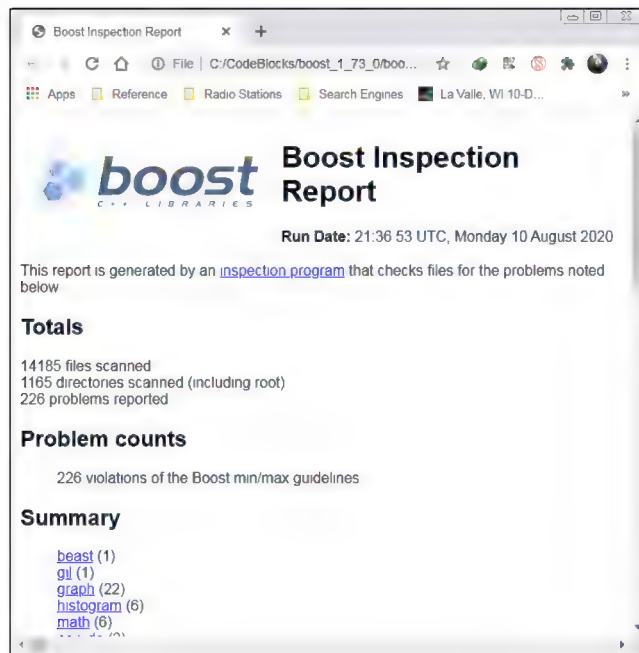 Boost Inspection Report
File | C:/CodeBlocks/boost_1_73_0/boo...
Apps Reference Radio Stations Search Engines La Valle, WI 10-D...
boost
C++ LIBRARIES
Boost Inspection
Report
Run Date: 21:36 53 UTC, Monday 10 August 2020
This report is generated by an inspection program that checks files for the problems noted
below
Totals
14185 files scanned
1165 directories scanned (including root)
226 problems reported
Problem counts
226 violations of the Boost min/max guidelines
Summary
beast (1)
gil (1)
graph (22)
histogram (6)
math (6)